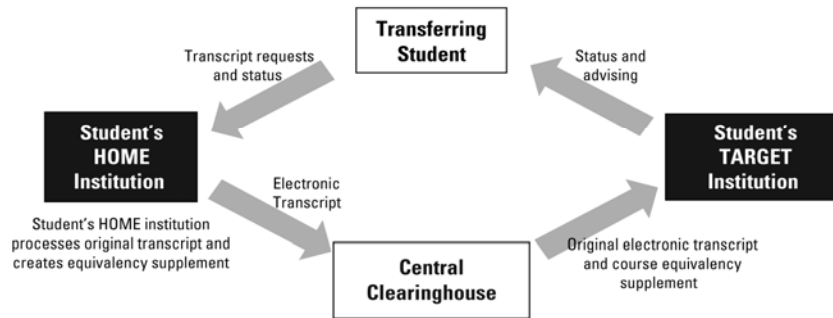 Transferring
Student
Transcript requests
and status
Status and
advising
Student´s
HOME
Institution
Student´s
TARGET
Institution
Electronic
Transcript
Student’s HOME institution
processes original transcript and
creates equivalency supplement
Central
Clearinghouse
Original electronic transcript
and course equivalency
supplement